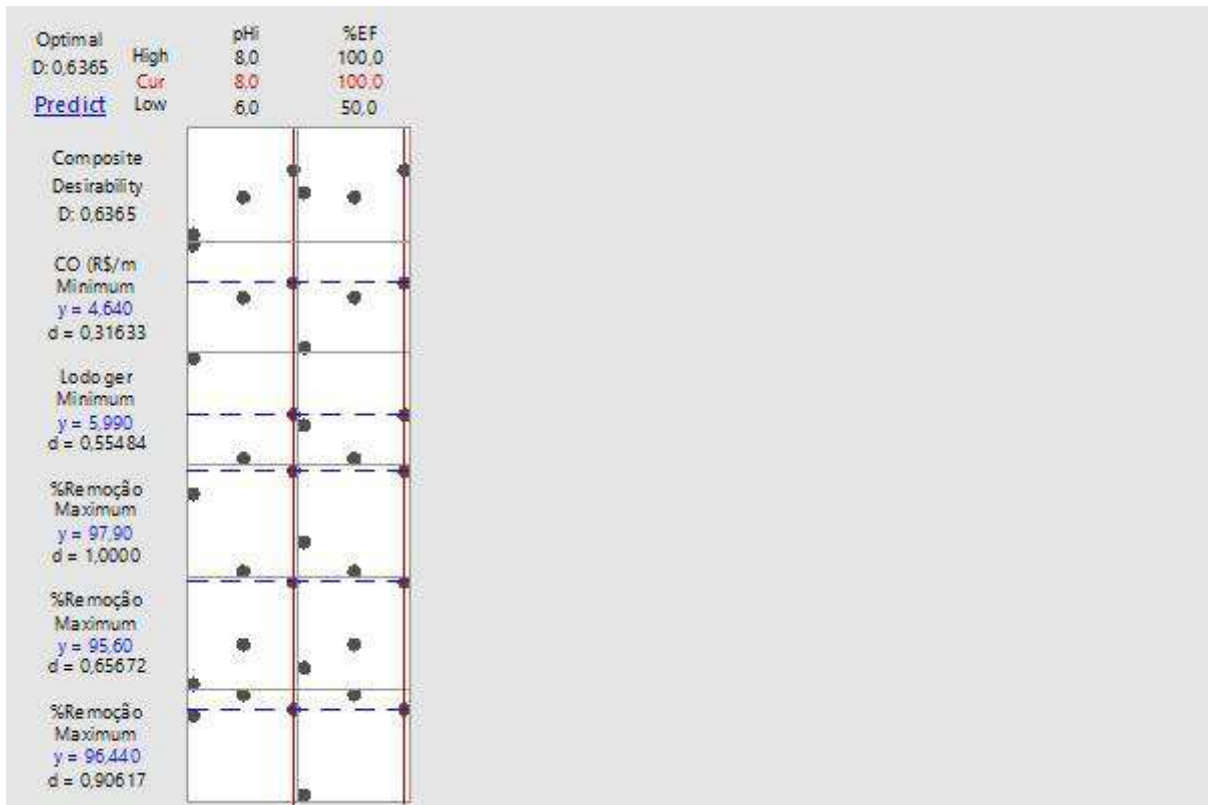 Optimal
D: 0,6365
Predict
High
Cur
Low
pHi
8,0
8,0
6,0
%EF
100,0
100,0
50,0
Composite
Desirability
D: 0,6365
CO (R$/m
Minimum
y = 4,640
d = 0,31633
Lodo ger
Minimum
y = 5,990
d = 0,55484
%Remoção
Maximum
y = 97,90
d = 1,0000
%Remoção
Maximum
y = 95,60
d = 0,65672
%Remoção
Maximum
y = 96,440
d = 0,90617